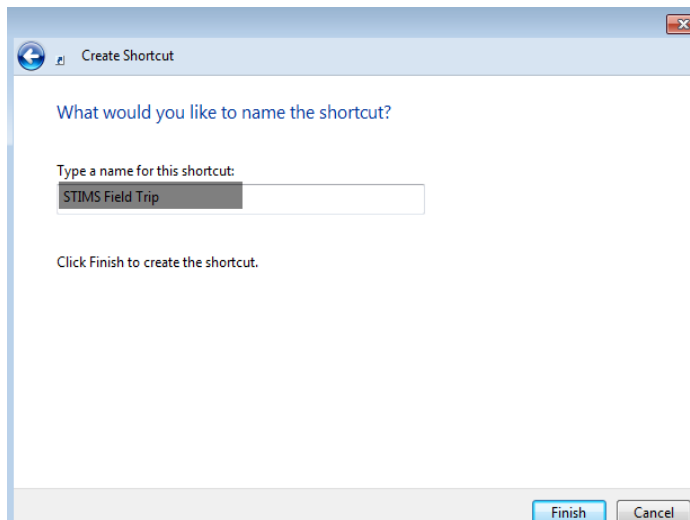 Create Shortcut
What would you like to name the shortcut?
Type a name for this shortcut:
STIMS Field Trip
Click Finish to create the shortcut.
Finish Cancel